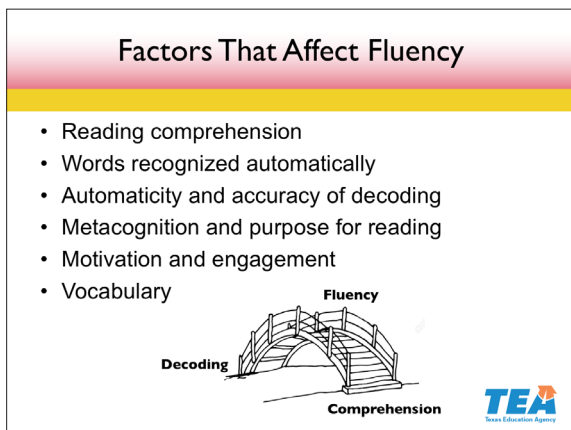 Factors That Affect Fluency
• Reading comprehension
• Words recognized automatically
• Automaticity and accuracy of decoding
• Metacognition and purpose for reading
• Motivation and engagement
• Vocabulary
Fluency
Decoding
Comprehension
TEA
Texas Education Agency